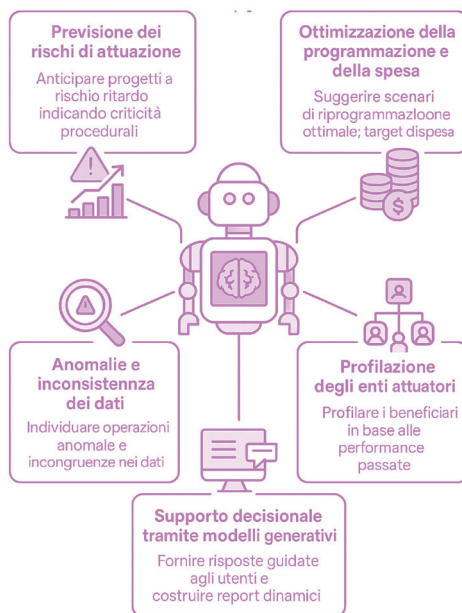 Previsione dei
rischi di attuazione
Anticipare progetti a
rischio ritardo
indicando criticità
procedurali
Ottimizzazione della
programmazione e
della spesa
Suggerire scenari
di riprogrammazloone
ottimale; target dispesa
$
Anomalie e
inconsistennza
dei dati
Individuare operazioni
anomale e
incongruenze nei dati
Profilazione
degli enti attuatori
Profilare i beneficiari
in base alle
performance
passate
Supporto decisionale
tramite modelli generativi
Fornire risposte guidate
agli utenti e
costruire report dinamici